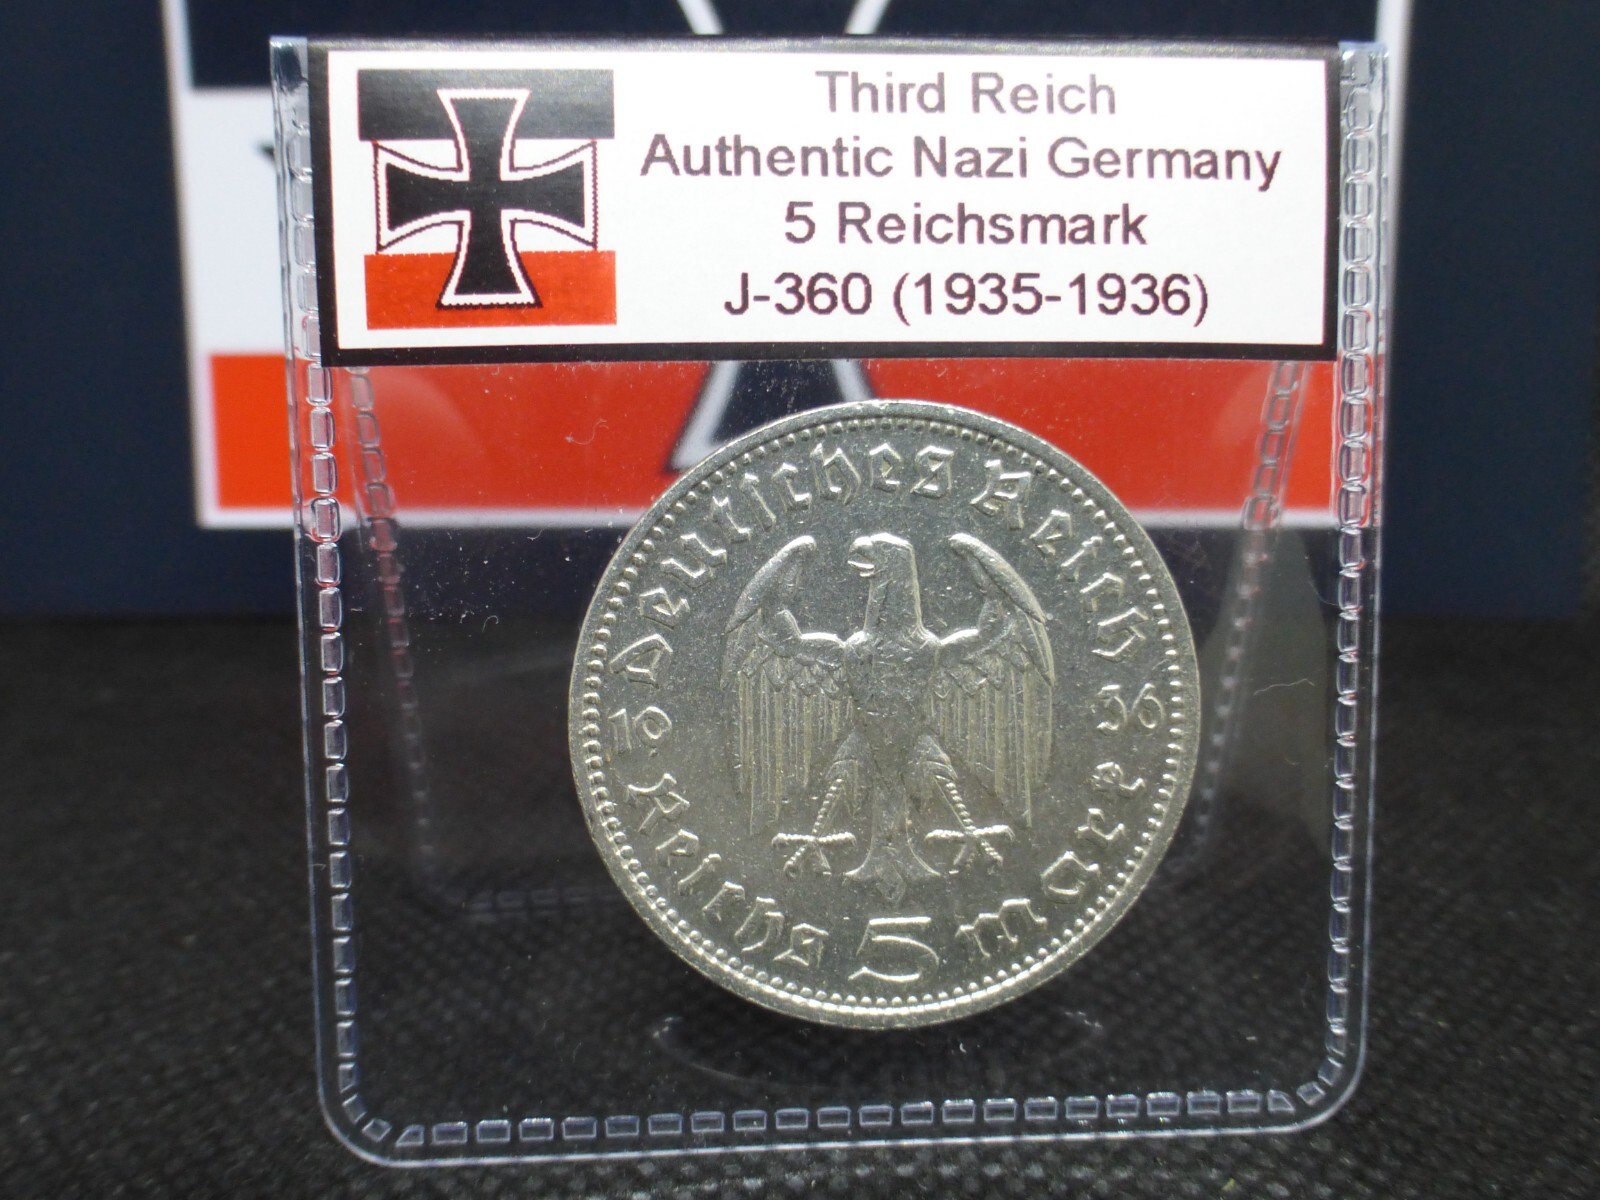 Third Reich
Authentic Nazi Germany
5 Reichsmark
J-360 (1935-1936)
Deutsches Reich
19 36
Reichs 5 mark